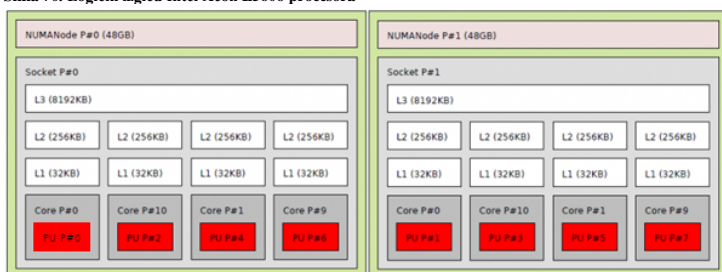 NUMANode P#0 (48GB)
Socket P#0
L3 (8192KB)
L2 (256KB) L2 (256KB) L2 (256KB) L2 (256KB)
L1 (32KB) L1 (32KB) L1 (32KB) L1 (32KB)
Core P#0 Core P#10 Core P#1 Core P#9
PU P#0 PU P#2 PU P#4 PU P#6
NUMANode P#1 (48GB)
Socket P#1
L3 (8192KB)
L2 (256KB) L2 (256KB) L2 (256KB) L2 (256KB)
L1 (32KB) L1 (32KB) L1 (32KB) L1 (32KB)
Core P#0 Core P#10 Core P#1 Core P#9
PU P#1 PU P#3 PU P#5 PU P#7